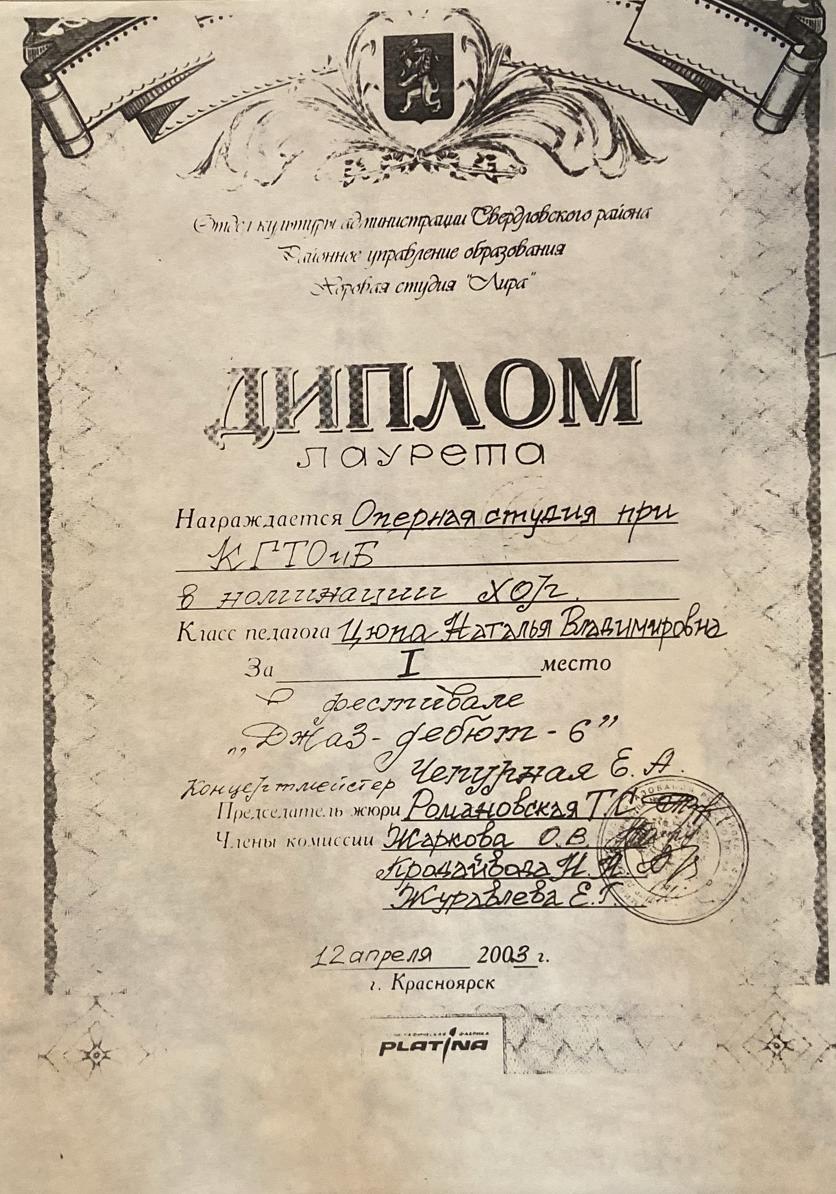 Отдел культуры администрации Свердловского района
Районное управление образования
Хоровая студия "Лира"
ДИПЛОМ
лаурета
Награждается Оперная студия при
КГТОиБ
в номинации хор.
Класс педагога Цюпа Наталья Владимировна
За I место
в фестивале
„Джаз-дебют-6”
Концертмейстер Чепурная Е. А.
Председатель жюри Романовская Т.С.
Члены комиссии Жаркова О.В.
Н.
Журавлева Е.Г.
12 апреля 2003 г.
г. Красноярск
ФАБРИКА
PLATINA